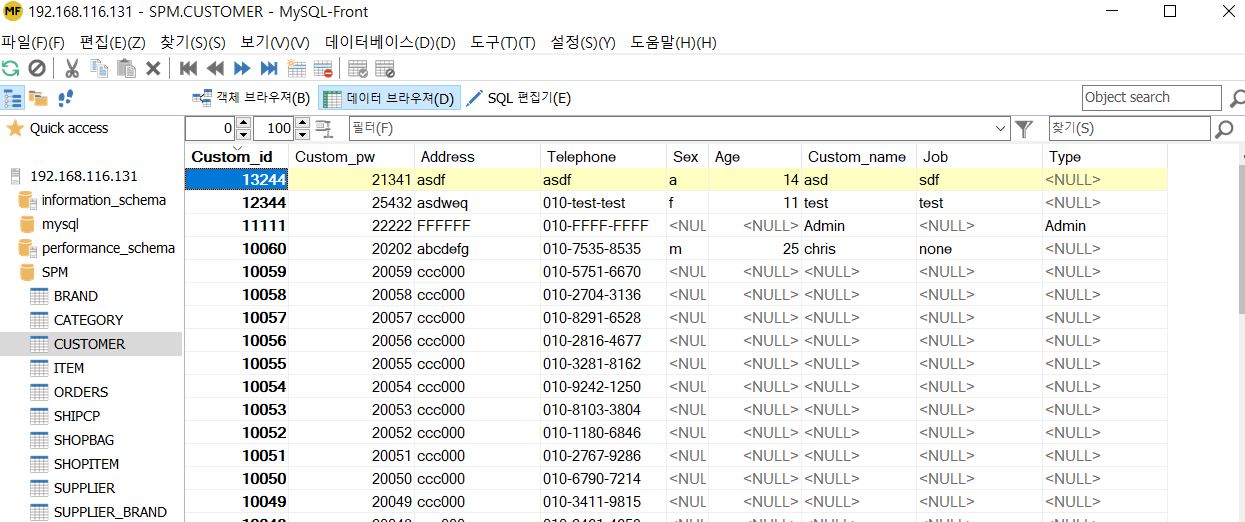 192.168.116.131 - SPM.CUSTOMER - MySQL-Front
파일(F)(F) 편집(E)(Z) 찾기(S)(S) 보기(V)(V) 데이터베이스(D)(D) 도구(T)(T) 설정(S)(Y) 도움말(H)(H)
객체 브라우져(B) 데이터 브라우져(D) SQL 편집기(E) Object search
Quick access 0 100 필터(F) 찾기(S)
Custom_id Custom_pw Address Telephone Sex Age Custom_name Job Type
192.168.116.131 13244 21341 asdf asdf a 14 asd sdf <NULL>
information_schema 12344 25432 asdweq 010-test-test f 11 test test <NULL>
mysql 11111 22222 FFFFFF 010-FFFF-FFFF <NUL <NULL> Admin <NULL> Admin
performance_schema 10060 20202 abcdefg 010-7535-8535 m 25 chris none <NULL>
SPM 10059 20059 ccc000 010-5751-6670 <NUL <NULL> <NULL> <NULL> <NULL>
BRAND 10058 20058 ccc000 010-2704-3136 <NUL <NULL> <NULL> <NULL> <NULL>
CATEGORY 10057 20057 ccc000 010-8291-6528 <NUL <NULL> <NULL> <NULL> <NULL>
CUSTOMER 10056 20056 ccc000 010-2816-4677 <NUL <NULL> <NULL> <NULL> <NULL>
ITEM 10055 20055 ccc000 010-3281-8162 <NUL <NULL> <NULL> <NULL> <NULL>
ORDERS 10054 20054 ccc000 010-9242-1250 <NUL <NULL> <NULL> <NULL> <NULL>
SHIPCP 10053 20053 ccc000 010-8103-3804 <NUL <NULL> <NULL> <NULL> <NULL>
SHOPBAG 10052 20052 ccc000 010-1180-6846 <NUL <NULL> <NULL> <NULL> <NULL>
SHOPITEM 10051 20051 ccc000 010-2767-9286 <NUL <NULL> <NULL> <NULL> <NULL>
SUPPLIER 10050 20050 ccc000 010-6790-7214 <NUL <NULL> <NULL> <NULL> <NULL>
SUPPLIER_BRAND 10049 20049 ccc000 010-3411-9815 <NUL <NULL> <NULL> <NULL> <NULL>